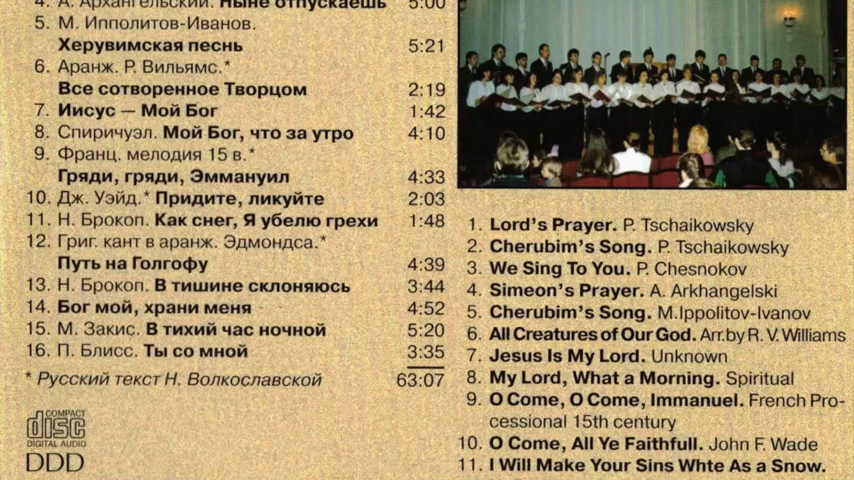 4. А. Архангельский. Ныне отпускаешь 5:00
5. М. Ипполитов-Иванов.
Херувимская песнь 5:21
6. Аранж. Р. Вильямс.*
Все сотворенное Творцом 2:19
7. Иисус — Мой Бог 1:42
8. Спиричуэл. Мой Бог, что за утро 4:10
9. Франц. мелодия 15 в.*
Гряди, гряди, Эммануил 4:33
10. Дж. Уэйд.* Придите, ликуйте 2:03
11. Н. Брокоп. Как снег, Я убелю грехи 1:48
12. Григ. кант в аранж. Эдмондса.*
Путь на Голгофу 4:39
13. Н. Брокоп. В тишине склоняюсь 3:44
14. Бог мой, храни меня 4:52
15. М. Закис. В тихий час ночной 5:20
16. П. Блисс. Ты со мной 3:35
* Русский текст Н. Волкославской 63:07
COMPACT
disc
DIGITAL AUDIO
DDD
1. Lord's Prayer. P. Tschaikowsky
2. Cherubim's Song. P. Tschaikowsky
3. We Sing To You. P. Chesnokov
4. Simeon's Prayer. A. Arkhangelski
5. Cherubim's Song. M.Ippolitov-Ivanov
6. All Creatures of Our God. Arr.by R. V. Williams
7. Jesus Is My Lord. Unknown
8. My Lord, What a Morning. Spiritual
9. O Come, O Come, Immanuel. French Pro-
cessional 15th century
10. O Come, All Ye Faithfull. John F. Wade
11. I Will Make Your Sins Whte As a Snow.